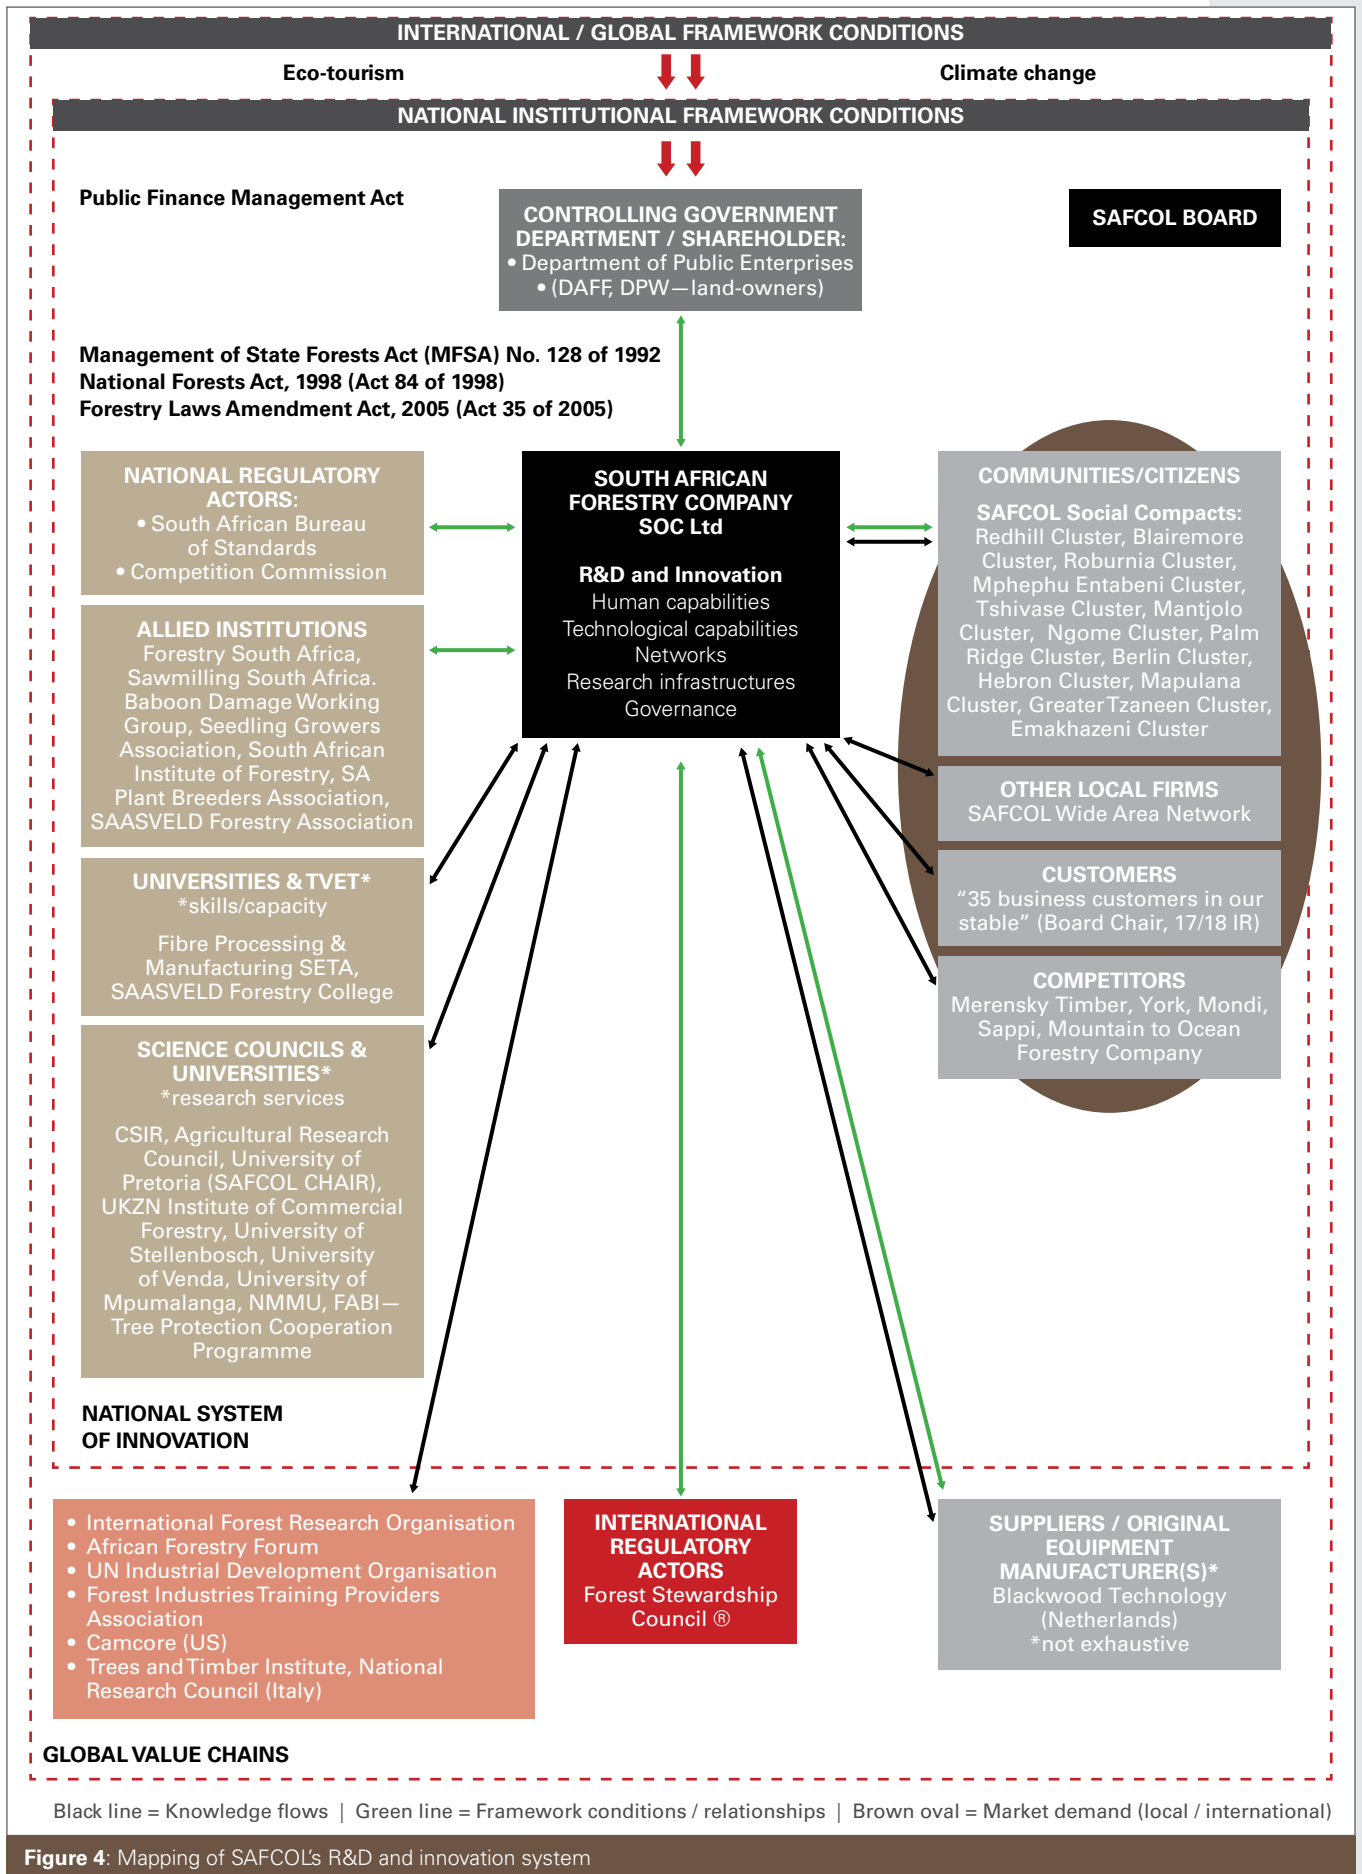 INTERNATIONAL / GLOBAL FRAMEWORK CONDITIONS
Eco-tourism
Climate change
NATIONAL INSTITUTIONAL FRAMEWORK CONDITIONS
Public Finance Management Act
CONTROLLING GOVERNMENT
DEPARTMENT / SHAREHOLDER:
• Department of Public Enterprises
• (DAFF, DPW—land-owners)
SAFCOL BOARD
Management of State Forests Act (MFSA) No. 128 of 1992
National Forests Act, 1998 (Act 84 of 1998)
Forestry Laws Amendment Act, 2005 (Act 35 of 2005)
NATIONAL REGULATORY
ACTORS:
• South African Bureau
of Standards
• Competition Commission
ALLIED INSTITUTIONS
Forestry South Africa,
Sawmilling South Africa.
Baboon Damage Working
Group, Seedling Growers
Association, South African
Institute of Forestry, SA
Plant Breeders Association,
SAASVELD Forestry Association
UNIVERSITIES & TVET*
*skills/capacity
Fibre Processing &
Manufacturing SETA,
SAASVELD Forestry College
SCIENCE COUNCILS &
UNIVERSITIES*
*research services
CSIR, Agricultural Research
Council, University of
Pretoria (SAFCOL CHAIR),
UKZN Institute of Commercial
Forestry, University of
Stellenbosch, University
of Venda, University of
Mpumalanga, NMMU, FABI—
Tree Protection Cooperation
Programme
SOUTH AFRICAN
FORESTRY COMPANY
SOC Ltd
R&D and Innovation
Human capabilities
Technological capabilities
Networks
Research infrastructures
Governance
COMMUNITIES/CITIZENS
SAFCOL Social Compacts:
Redhill Cluster, Blairemore
Cluster, Roburnia Cluster,
Mphephu Entabeni Cluster,
Tshivase Cluster, Mantjolo
Cluster, Ngome Cluster, Palm
Ridge Cluster, Berlin Cluster,
Hebron Cluster, Mapulana
Cluster, Greater Tzaneen Cluster,
Emakhazeni Cluster
OTHER LOCAL FIRMS
SAFCOL Wide Area Network
CUSTOMERS
“35 business customers in our
stable” (Board Chair, 17/18 IR)
COMPETITORS
Merensky Timber, York, Mondi,
Sappi, Mountain to Ocean
Forestry Company
NATIONAL SYSTEM
OF INNOVATION
• International Forest Research Organisation
• African Forestry Forum
• UN Industrial Development Organisation
• Forest Industries Training Providers
Association
• Camcore (US)
• Trees and Timber Institute, National
Research Council (Italy)
INTERNATIONAL
REGULATORY
ACTORS
Forest Stewardship
Council ®
SUPPLIERS / ORIGINAL
EQUIPMENT
MANUFACTURER(S)*
Blackwood Technology
(Netherlands)
*not exhaustive
GLOBAL VALUE CHAINS
Black line = Knowledge flows | Green line = Framework conditions / relationships | Brown oval = Market demand (local / international)
Figure 4: Mapping of SAFCOL’s R&D and innovation system